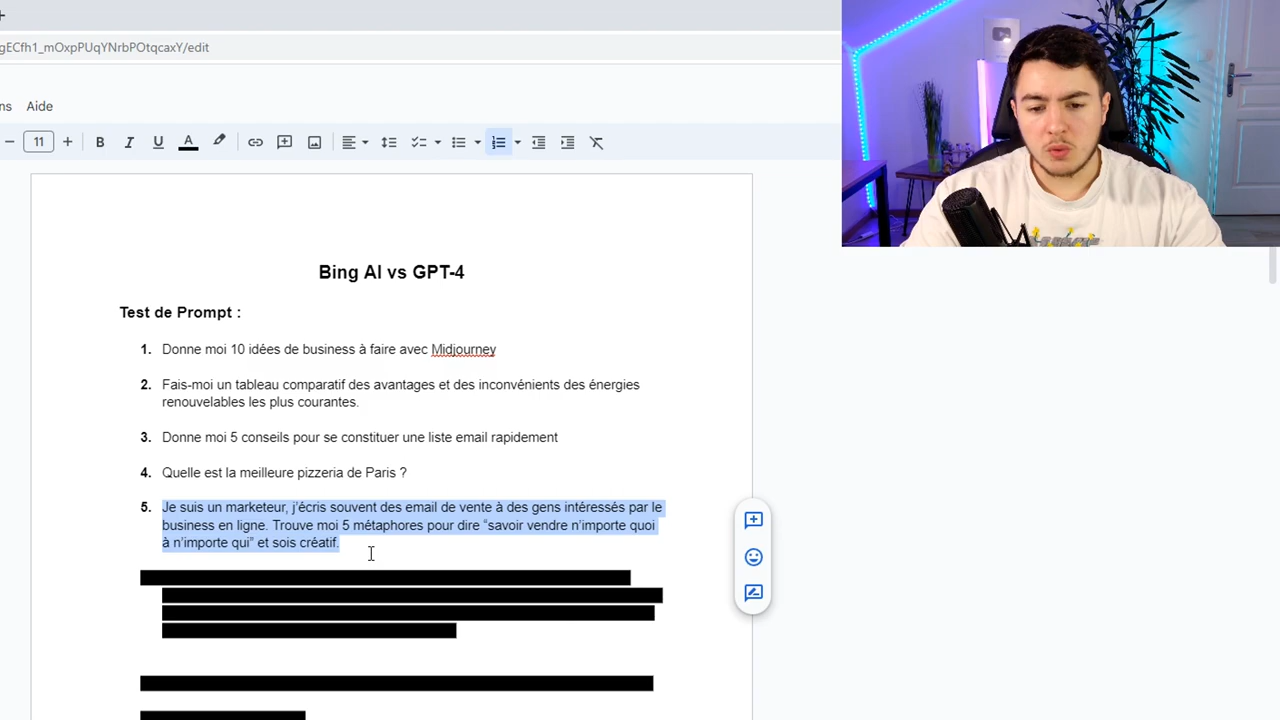 gECfh1_mOxpPUqYNrbPOtqcaxY/edit
ns Aide
11
B I U A
Bing AI vs GPT-4
Test de Prompt :
1. Donne moi 10 idées de business à faire avec Midjourney
2. Fais-moi un tableau comparatif des avantages et des inconvénients des énergies
renouvelables les plus courantes.
3. Donne moi 5 conseils pour se constituer une liste email rapidement
4. Quelle est la meilleure pizzeria de Paris ?
5. Je suis un marketeur, j'écris souvent des email de vente à des gens intéressés par le
business en ligne. Trouve moi 5 métaphores pour dire “savoir vendre n’importe quoi
à n’importe qui” et sois créatif.